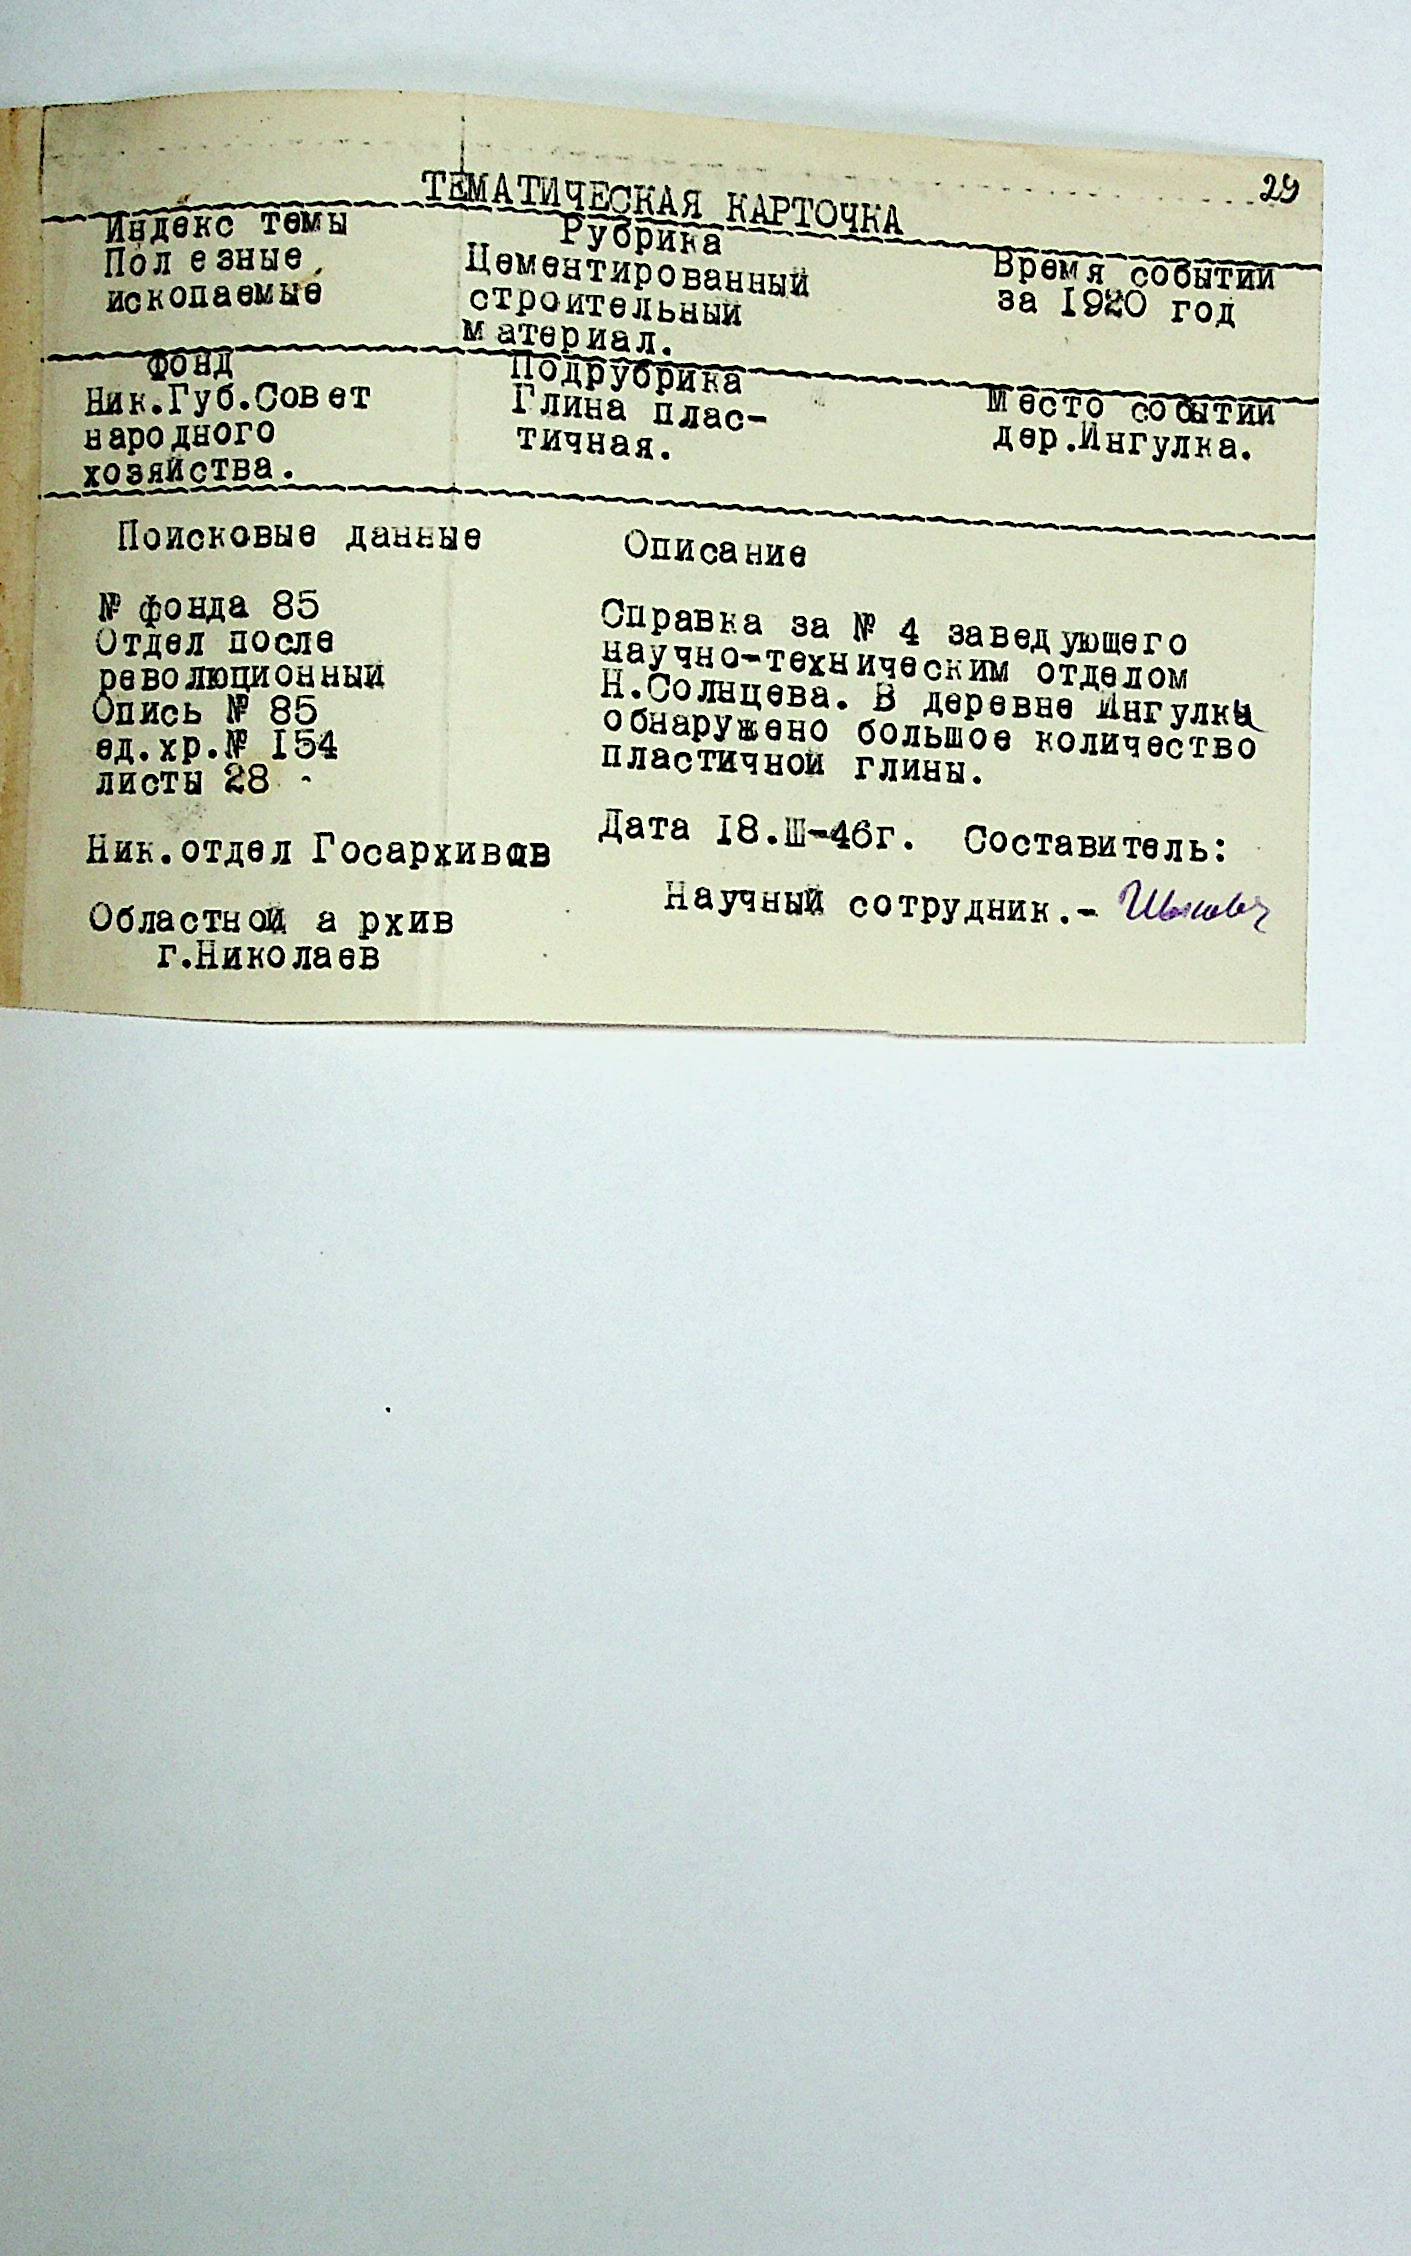 29
ТЕМАТИЧЕСКАЯ КАРТОЧКА
Индекс темы
Полезные
ископаемые
Рубрика
Цементированный
строительный
материал.
Время событий
за 1920 год
Фонд
Ник.Губ.Совет
народного
хозяйства.
Подрубрика
Глина плас-
тичная.
Место событий
дер.Ингулка.
Поисковые данные
№ фонда 85
Отдел после
революционный
Опись № 85
ед.хр.№ 154
листы 28
Ник.отдел Госархивов
Областной архив
г.Николаев
Описание
Справка за № 4 заведующего
научно-техническим отделом
Н.Солнцева. В деревне Ингулка
обнаружено большое количество
пластичной глины.
Дата 18.Ш-46г. Составитель:
Научный сотрудник.-